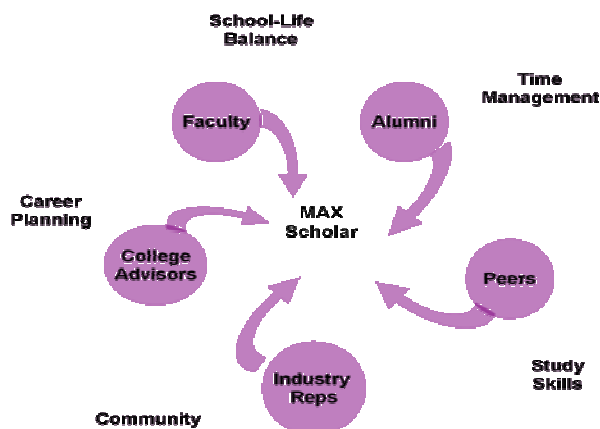 School-Life
Balance
Time
Management
Faculty
Alumni
Career
Planning
MAX
Scholar
College
Advisors
Peers
Industry
Reps
Study
Skills
Community